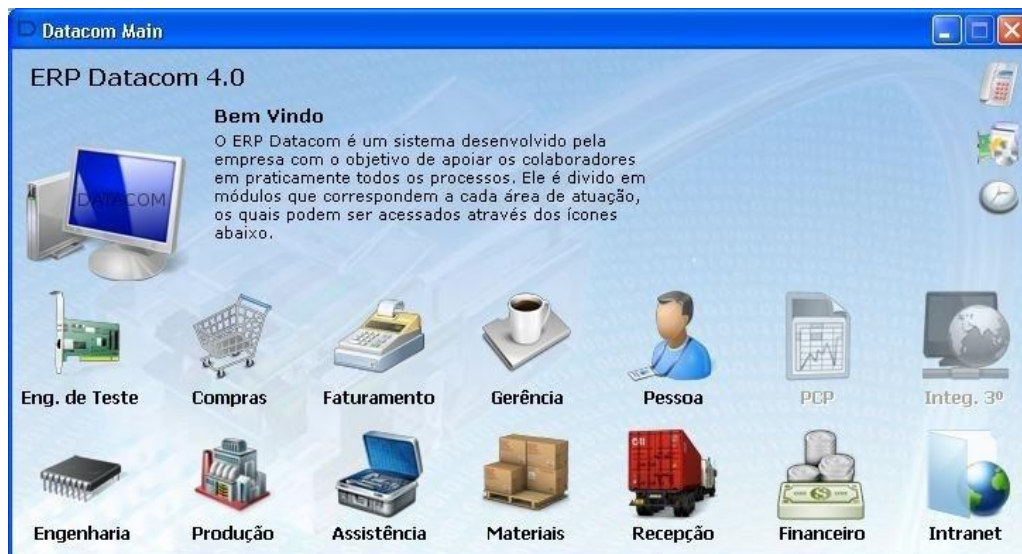 Datacom Main
ERP Datacom 4.0
Bem Vindo
O ERP Datacom é um sistema desenvolvido pela
empresa com o objetivo de apoiar os colaboradores
em praticamente todos os processos. Ele é divido em
módulos que correspondem a cada área de atuação,
os quais podem ser acessados através dos ícones
abaixo.
DATACOM
Eng. de Teste
Compras
Faturamento
Gerência
Pessoa
PCP
Integ. 3º
Engenharia
Produção
Assistência
Materiais
Recepção
Financeiro
Intranet